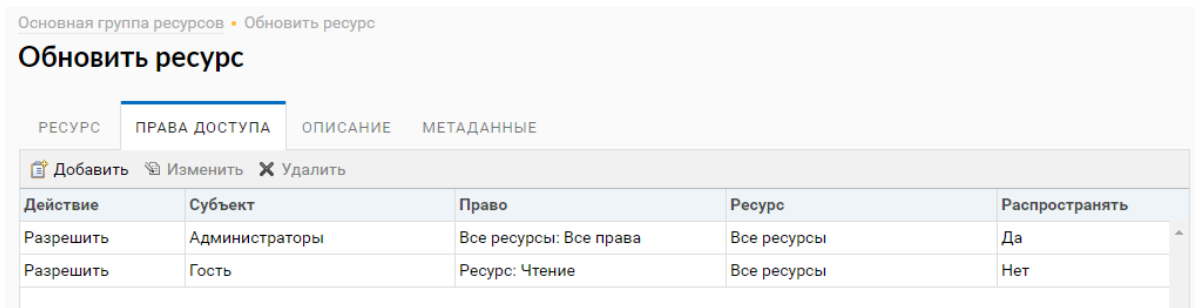 Основная группа ресурсов • Обновить ресурс
Обновить ресурс
РЕСУРС ПРАВА ДОСТУПА ОПИСАНИЕ МЕТАДАННЫЕ
Добавить Изменить Удалить
Действие Субъект Право Ресурс Распространять
Разрешить Администраторы Все ресурсы: Все права Все ресурсы Да
Разрешить Гость Ресурс: Чтение Все ресурсы Нет